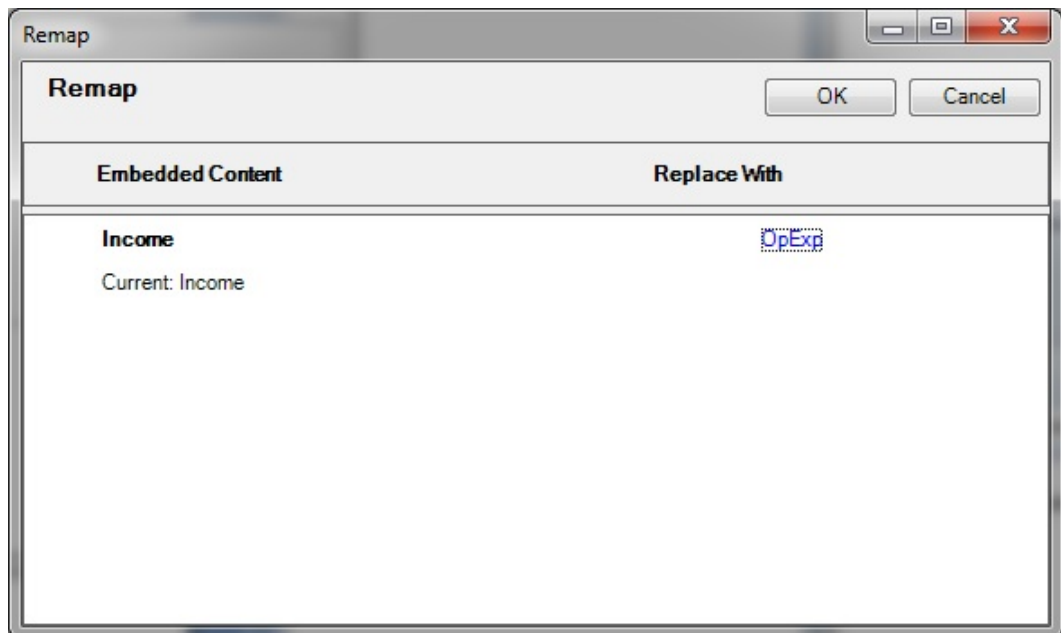 Remap
Remap
OK Cancel
Embedded Content Replace With
Income OpExp
Current: Income